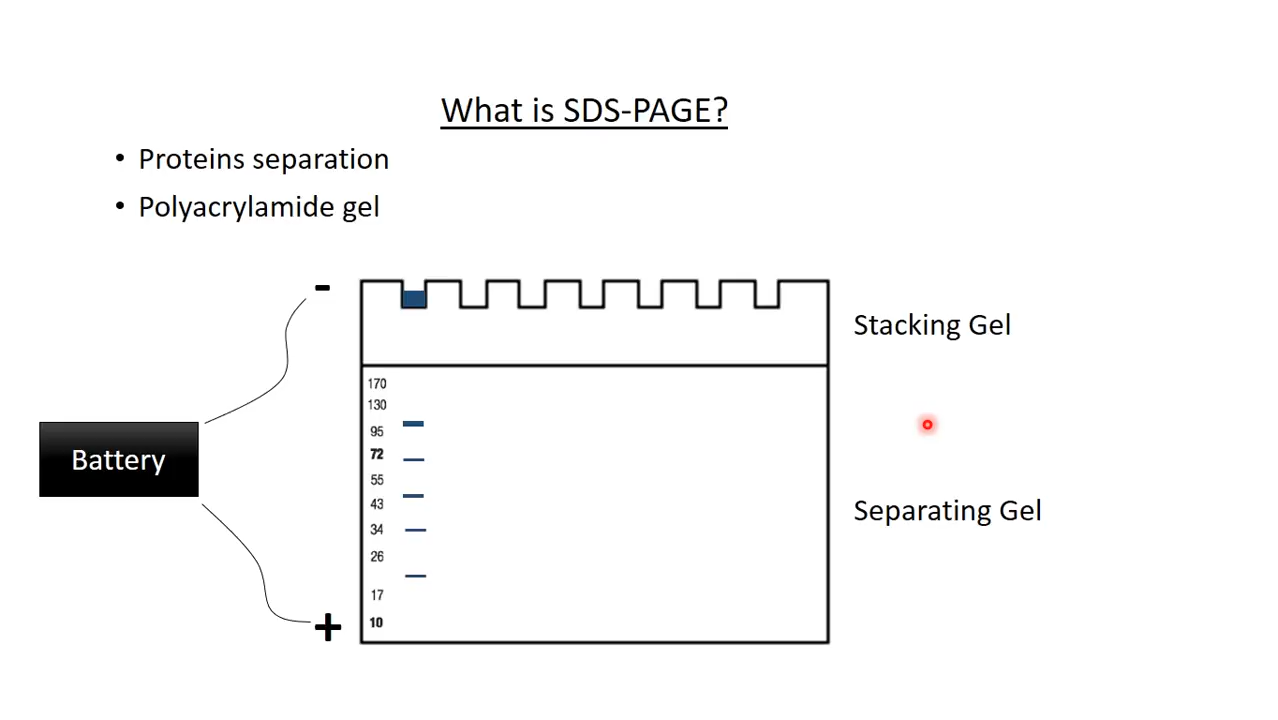 What is SDS-PAGE?
• Proteins separation
• Polyacrylamide gel
-
Stacking Gel
170
130
95
72
55
43
34
26
17
10
Battery
Separating Gel
+